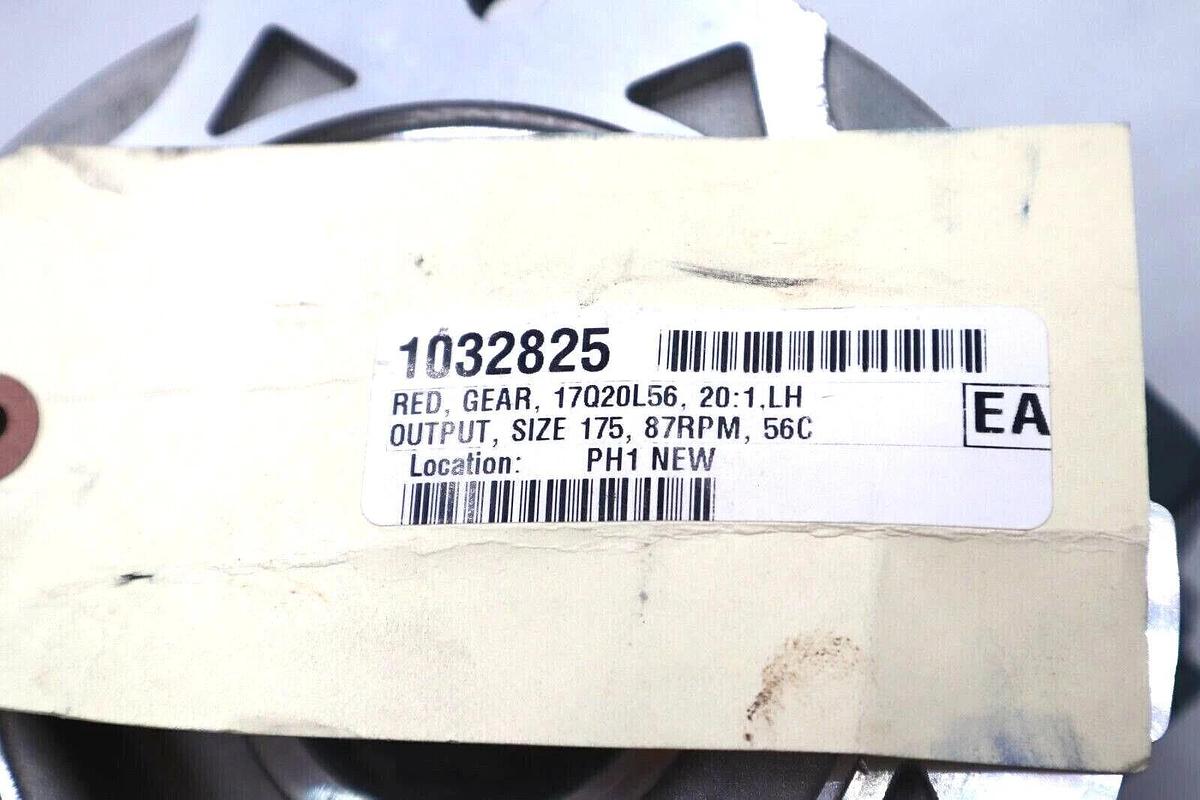 1032825
RED, GEAR, 17Q20L56, 20:1,LH
OUTPUT, SIZE 175, 87RPM, 56C
EA
Location: PH1 NEW